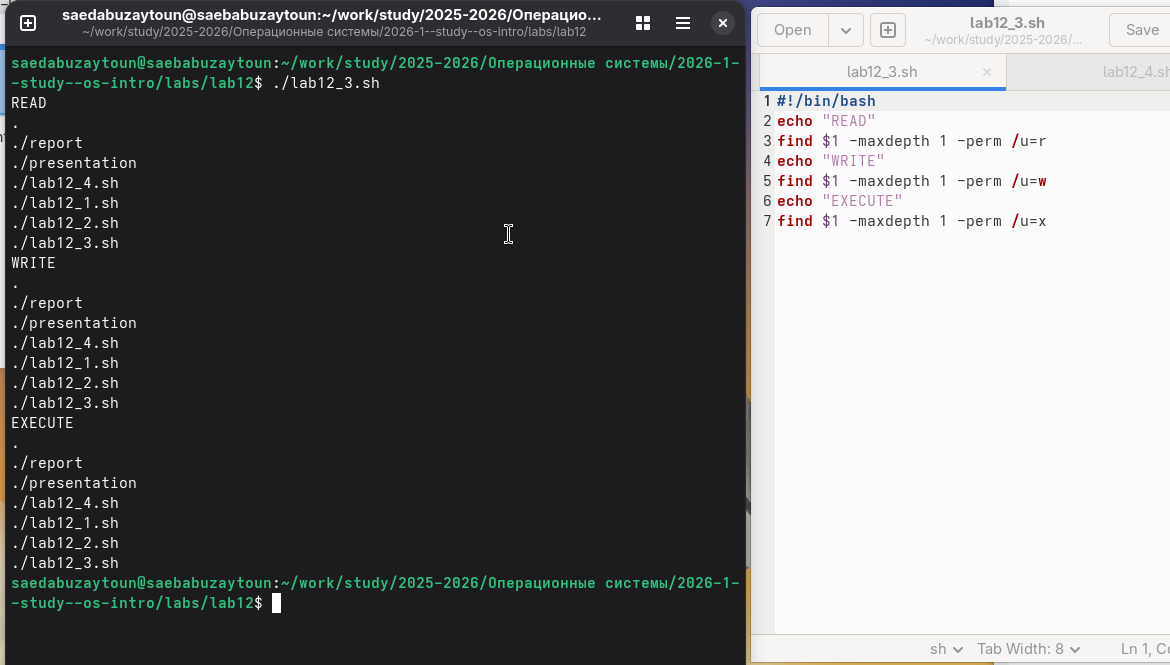 saedabuzaytoun@saebabuzaytoun:~/work/study/2025-2026/Операцио...
~/work/study/2025-2026/Операционные системы/2026-1--study--os-intro/labs/lab12
saedabuzaytoun@saebabuzaytoun:~/work/study/2025-2026/Операционные системы/2026-1-
-study--os-intro/labs/lab12$ ./lab12_3.sh
READ
.
./report
./presentation
./lab12_4.sh
./lab12_1.sh
./lab12_2.sh
./lab12_3.sh
WRITE
.
./report
./presentation
./lab12_4.sh
./lab12_1.sh
./lab12_2.sh
./lab12_3.sh
EXECUTE
.
./report
./presentation
./lab12_4.sh
./lab12_1.sh
./lab12_2.sh
./lab12_3.sh
saedabuzaytoun@saebabuzaytoun:~/work/study/2025-2026/Операционные системы/2026-1-
-study--os-intro/labs/lab12$
Open
lab12_3.sh
~/work/study/2025-2026/...
Save
lab12_3.sh
lab12_4.sh
1 #!/bin/bash
2 echo "READ"
3 find $1 -maxdepth 1 -perm /u=r
4 echo "WRITE"
5 find $1 -maxdepth 1 -perm /u=w
6 echo "EXECUTE"
7 find $1 -maxdepth 1 -perm /u=x
sh Tab Width: 8 Ln 1,